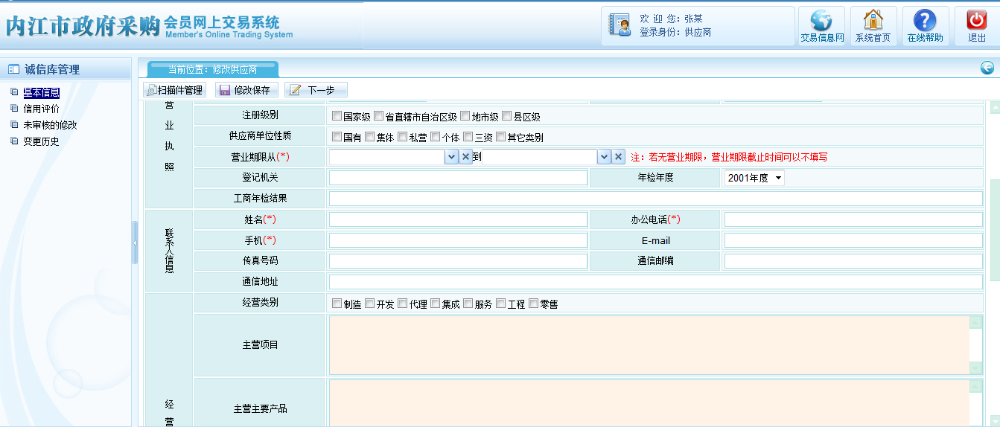 内江市政府采购 会员网上交易系统
Member's Online Trading System
欢 迎 您：张某
登录身份：供应商
交易信息网 系统首页 在线帮助 退出
诚信库管理
基本信息
信用评价
未审核的修改
变更历史
当前位置：修改供应商
扫描件管理 修改保存 下一步
营业执照
注册级别 国家级 省直辖市自治区级 地市级 县区级
供应商单位性质 国有 集体 私营 个体 三资 其它类别
营业期限从(*) 到 注：若无营业期限，营业期限截止时间可以不填写
登记机关 年检年度 2001年度
工商年检结果
联系人信息
姓名(*) 办公电话(*)
手机(*) E-mail
传真号码 通信邮编
通信地址
经营类别 制造 开发 代理 集成 服务 工程 零售
主营项目
经营
主营主要产品